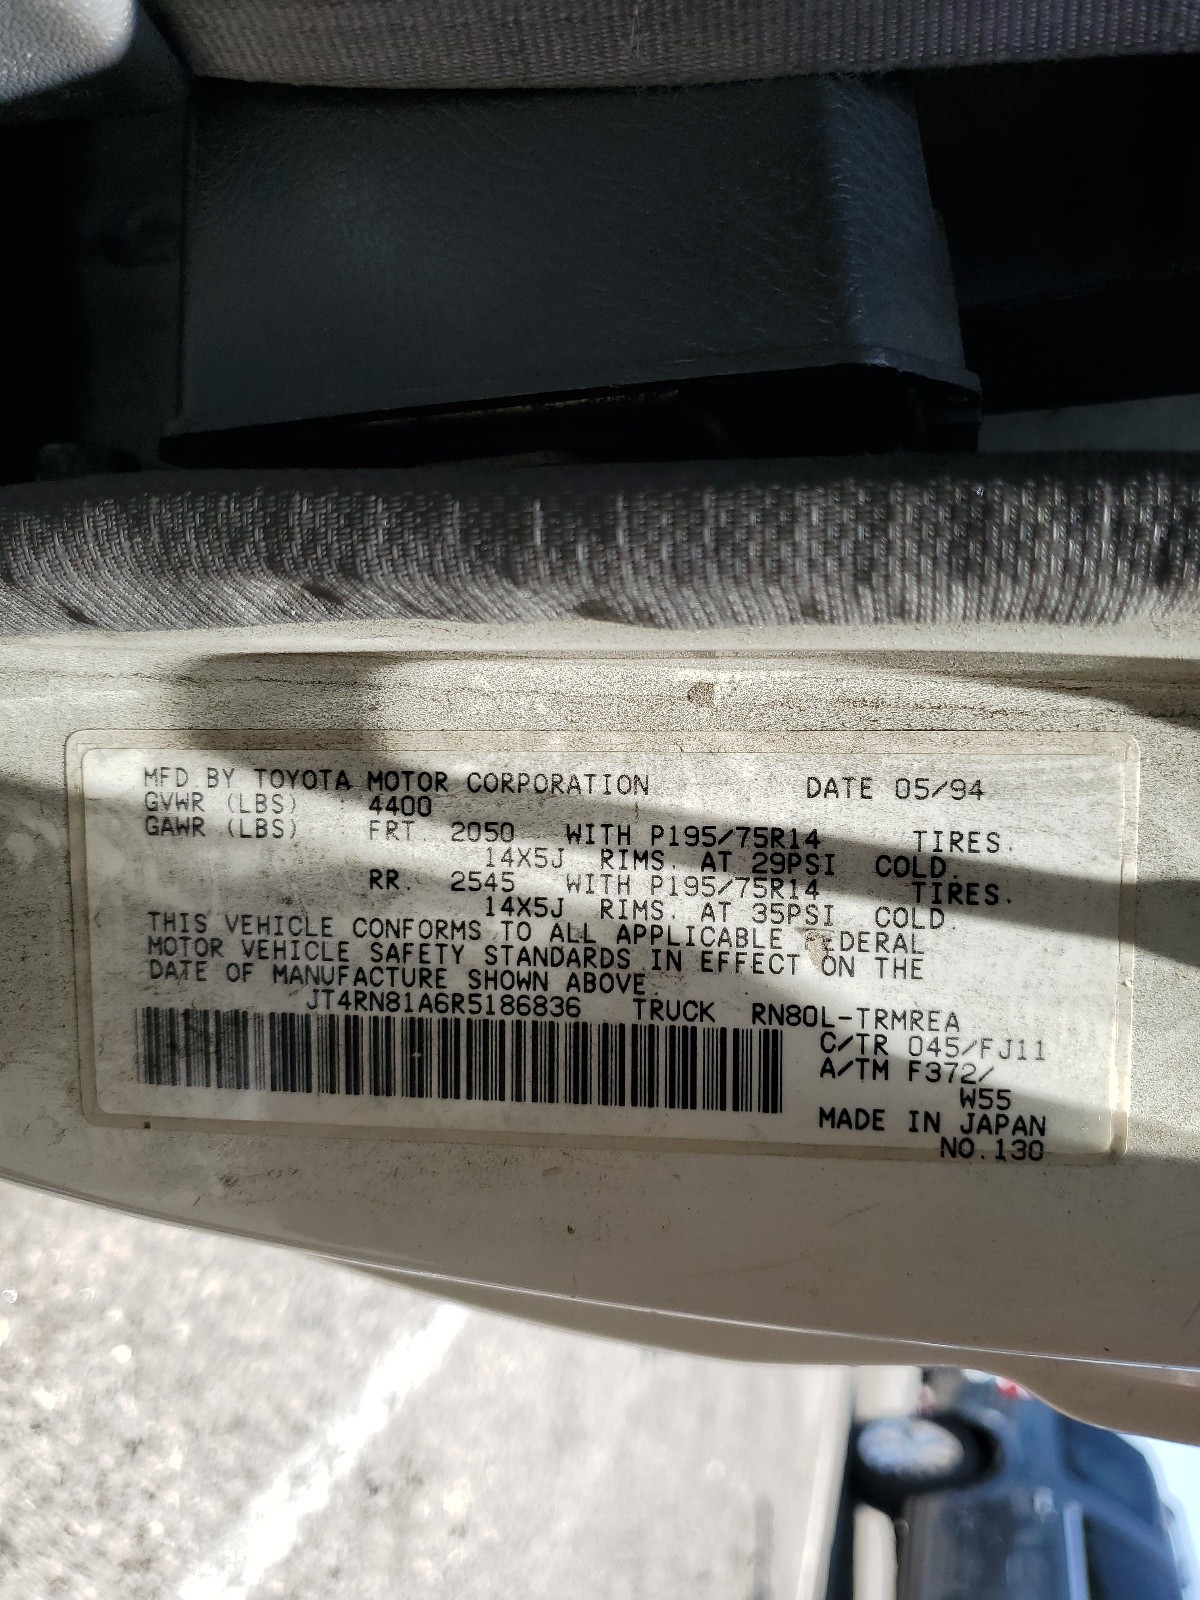 MFD.BY TOYOTA MOTOR CORPORATION DATE 05/94
GVWR (LBS) 4400
GAWR (LBS) FRT. 2050 WITH P195/75R14 TIRES.
14X5J RIMS. AT 29PSI COLD.
RR. 2545 WITH P195/75R14 TIRES.
14X5J RIMS. AT 35PSI COLD.
THIS VEHICLE CONFORMS TO ALL APPLICABLE FEDERAL
MOTOR VEHICLE SAFETY STANDARDS IN EFFECT ON THE
DATE OF MANUFACTURE SHOWN ABOVE.
JT4RN81A6R5186836 TRUCK RN80L-TRMREA
C/TR 045/FJ11
A/TM F372/
W55
MADE IN JAPAN
NO.130